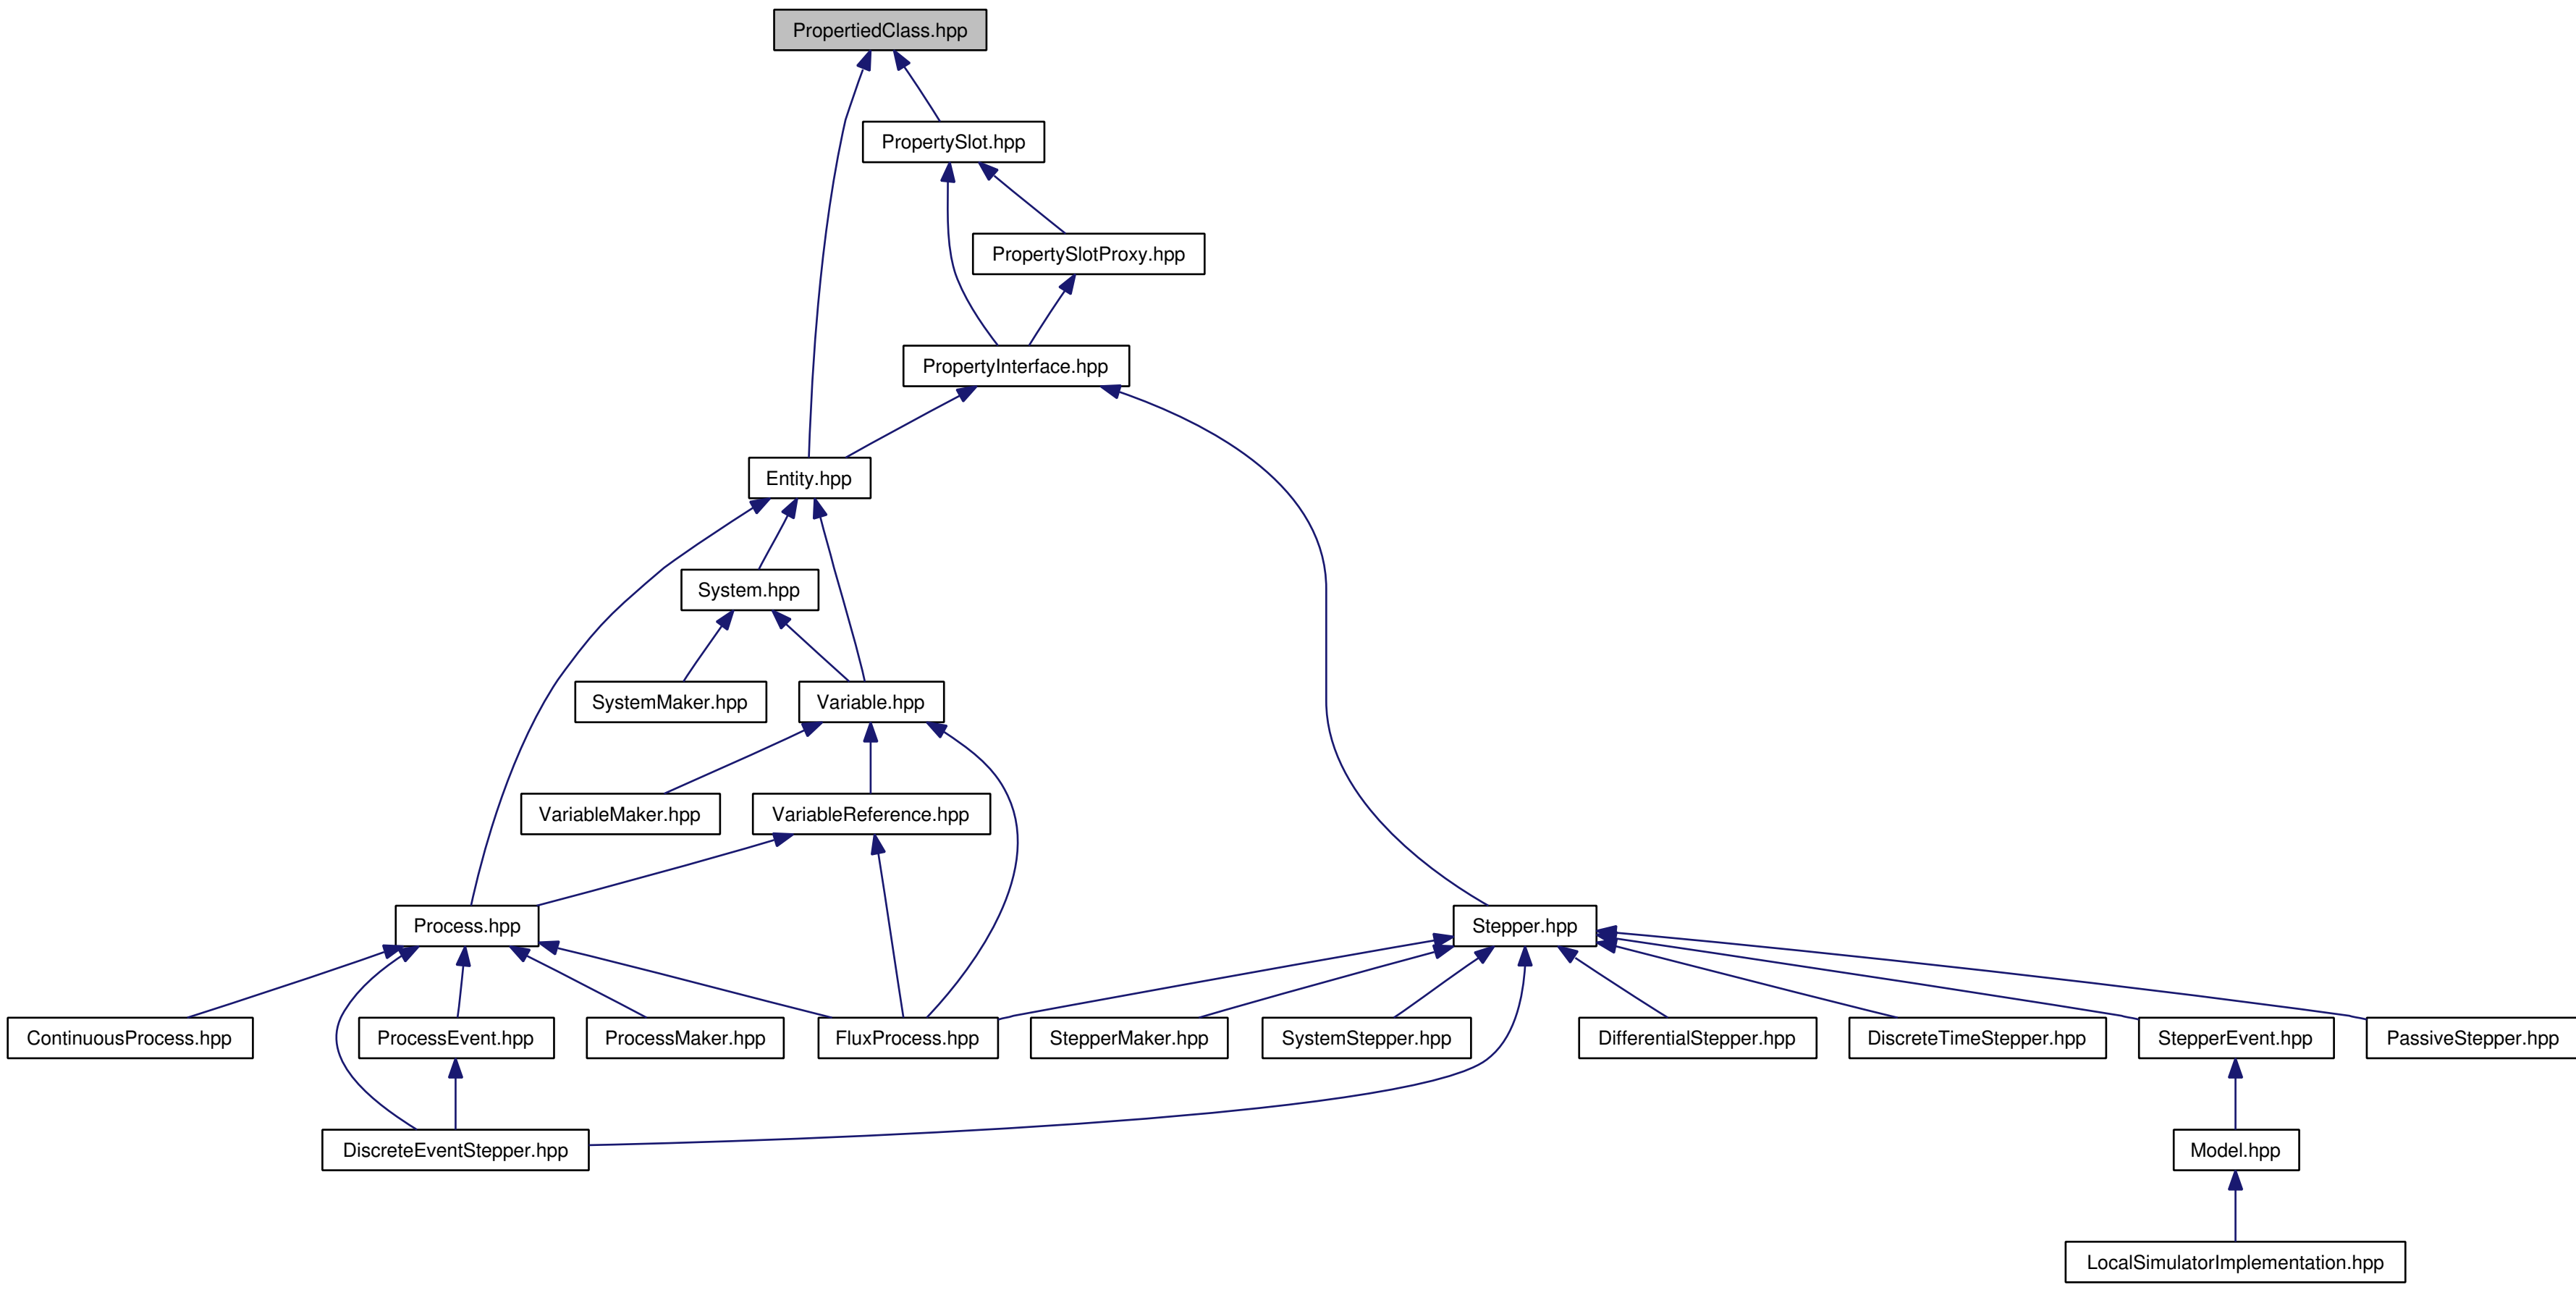 PropertiedClass.hpp
PropertySlot.hpp
PropertySlotProxy.hpp
PropertyInterface.hpp
Entity.hpp
System.hpp
SystemMaker.hpp
Variable.hpp
VariableMaker.hpp
VariableReference.hpp
Process.hpp
Stepper.hpp
ContinuousProcess.hpp
ProcessEvent.hpp
ProcessMaker.hpp
FluxProcess.hpp
StepperMaker.hpp
SystemStepper.hpp
DifferentialStepper.hpp
DiscreteTimeStepper.hpp
StepperEvent.hpp
PassiveStepper.hpp
DiscreteEventStepper.hpp
Model.hpp
LocalSimulatorImplementation.hpp